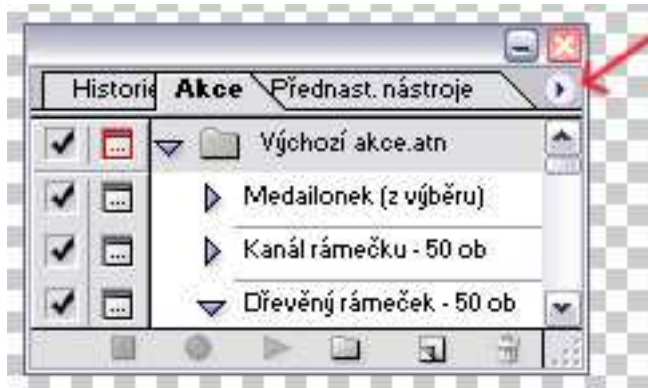 Historie Akce Přednast. nástroje
Výchozí akce.atn
Medailonek (z výběru)
Kanál rámečku - 50 ob
Dřevěný rámeček - 50 ob